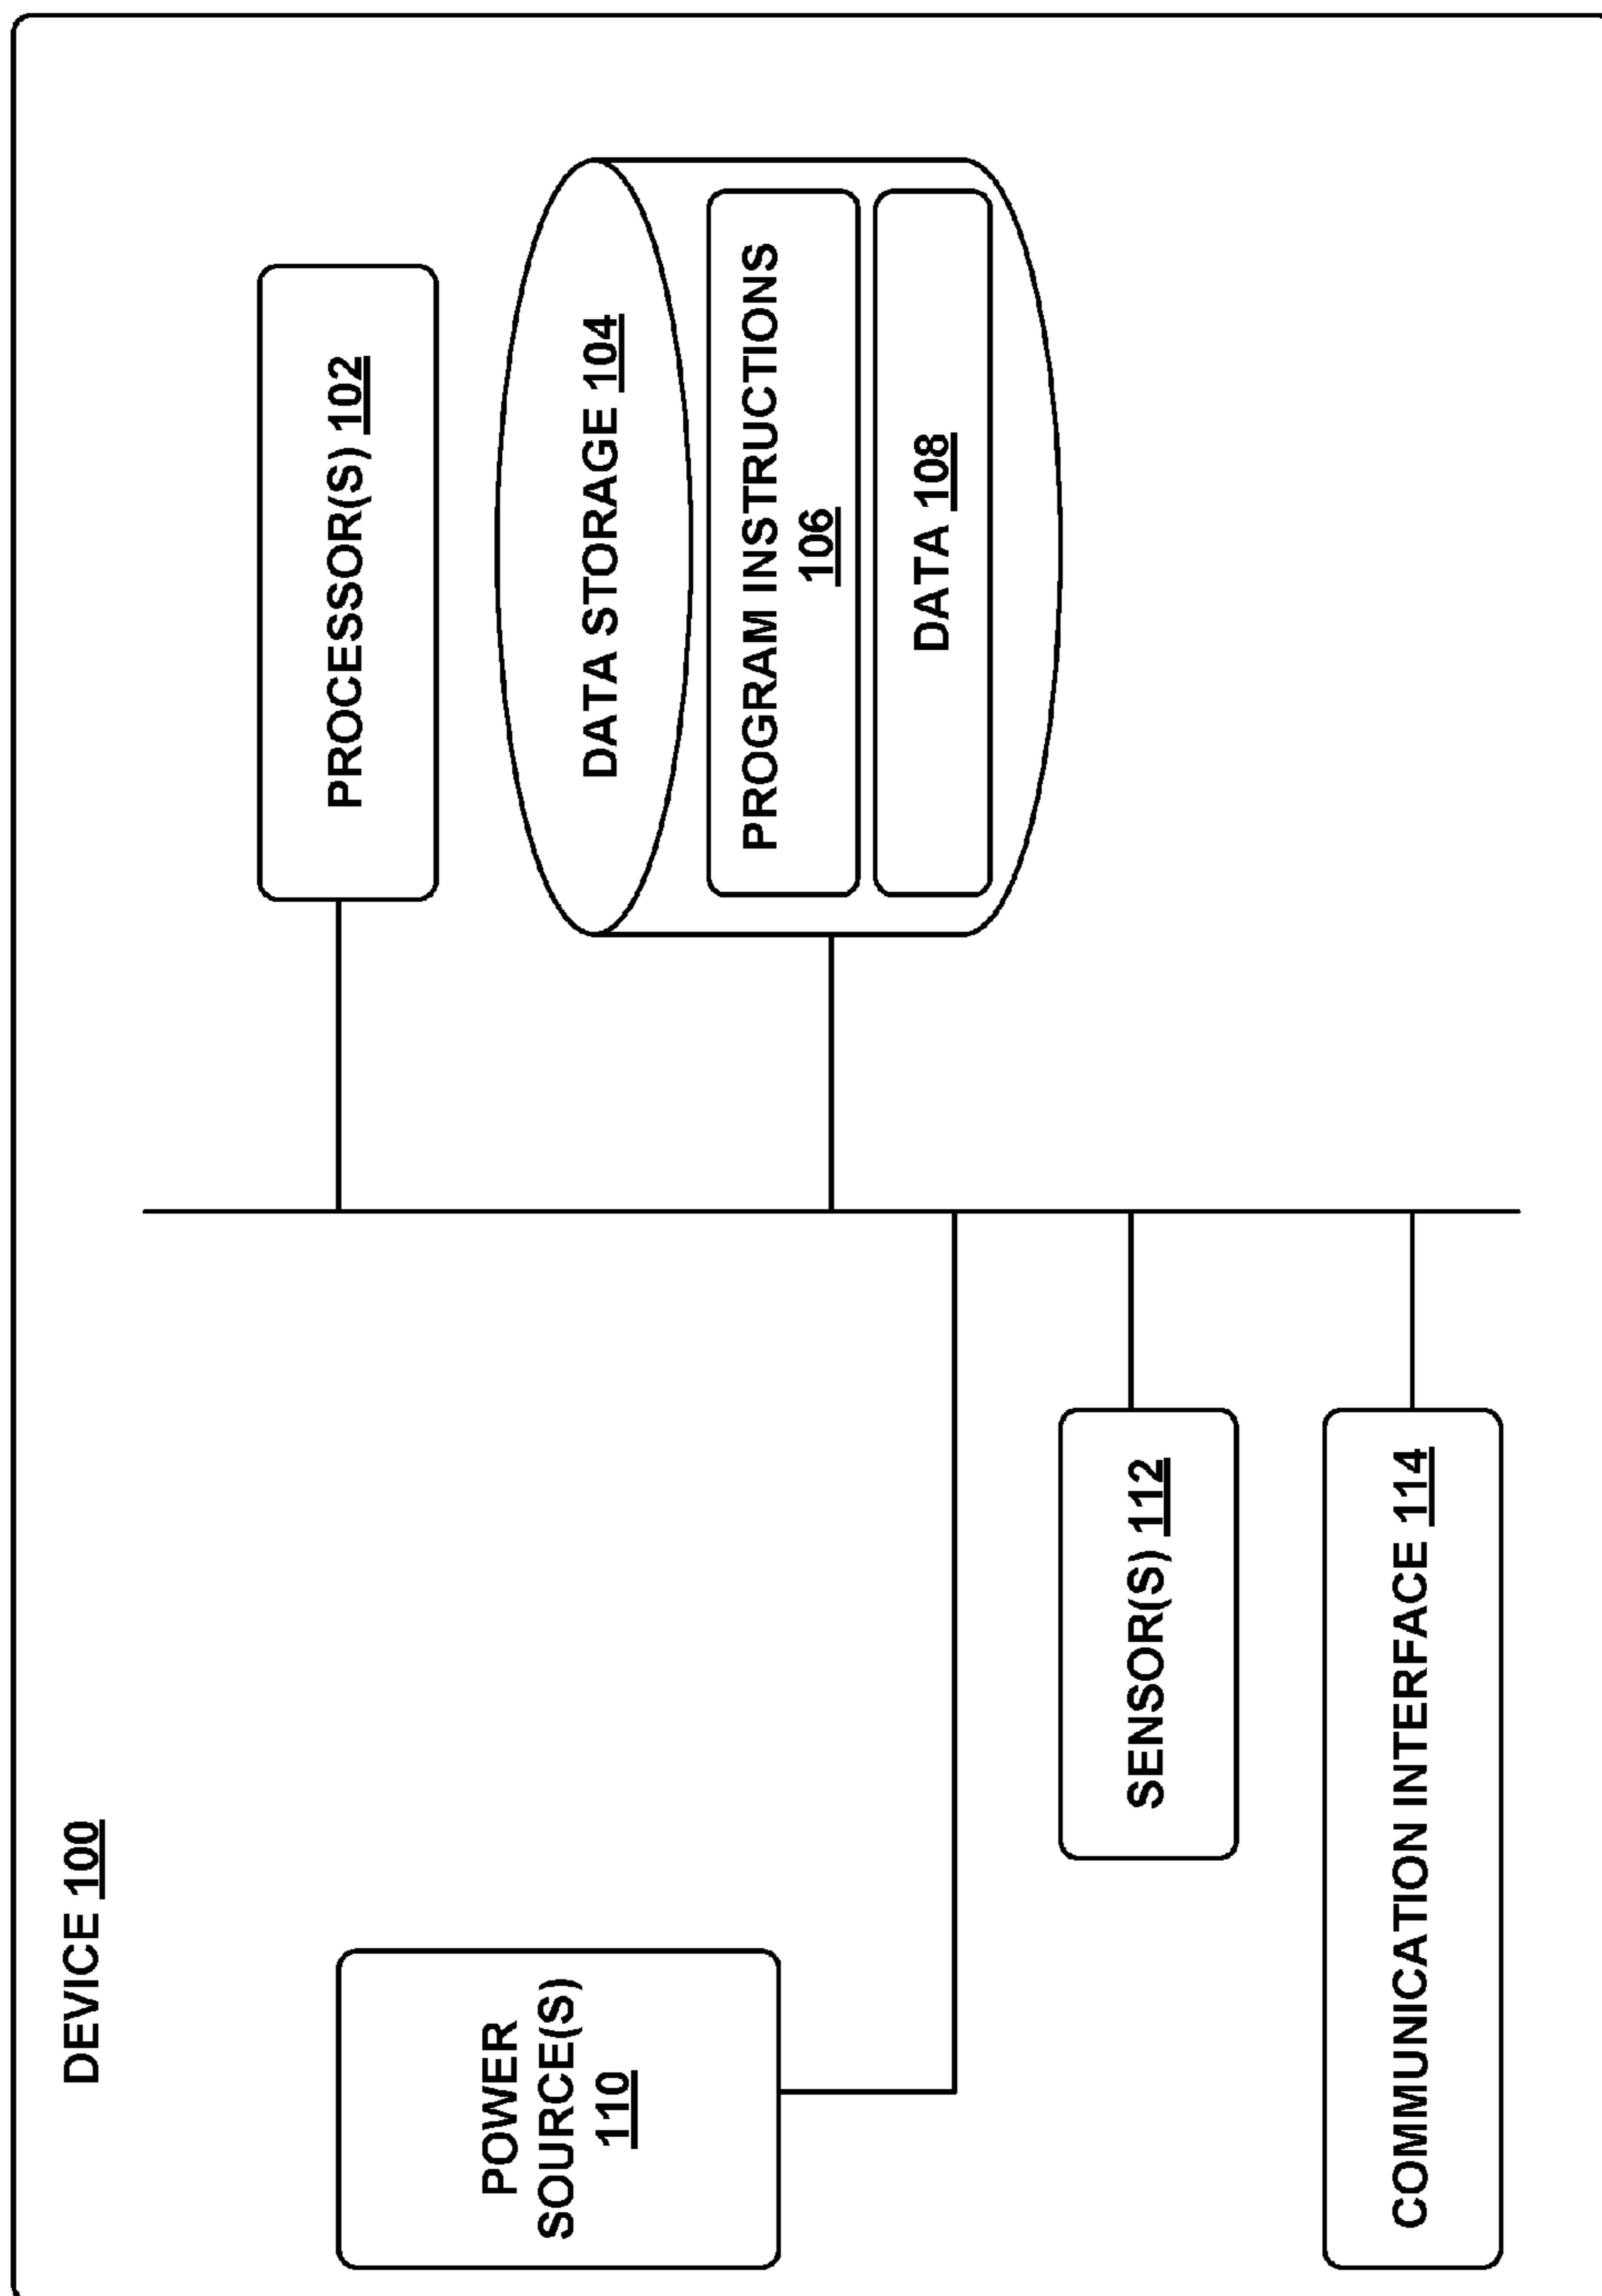 DEVICE 100
PROCESSOR(S) 102
DATA STORAGE 104
PROGRAM INSTRUCTIONS
106
DATA 108
POWER
SOURCE(S)
110
SENSOR(S) 112
COMMUNICATION INTERFACE 114